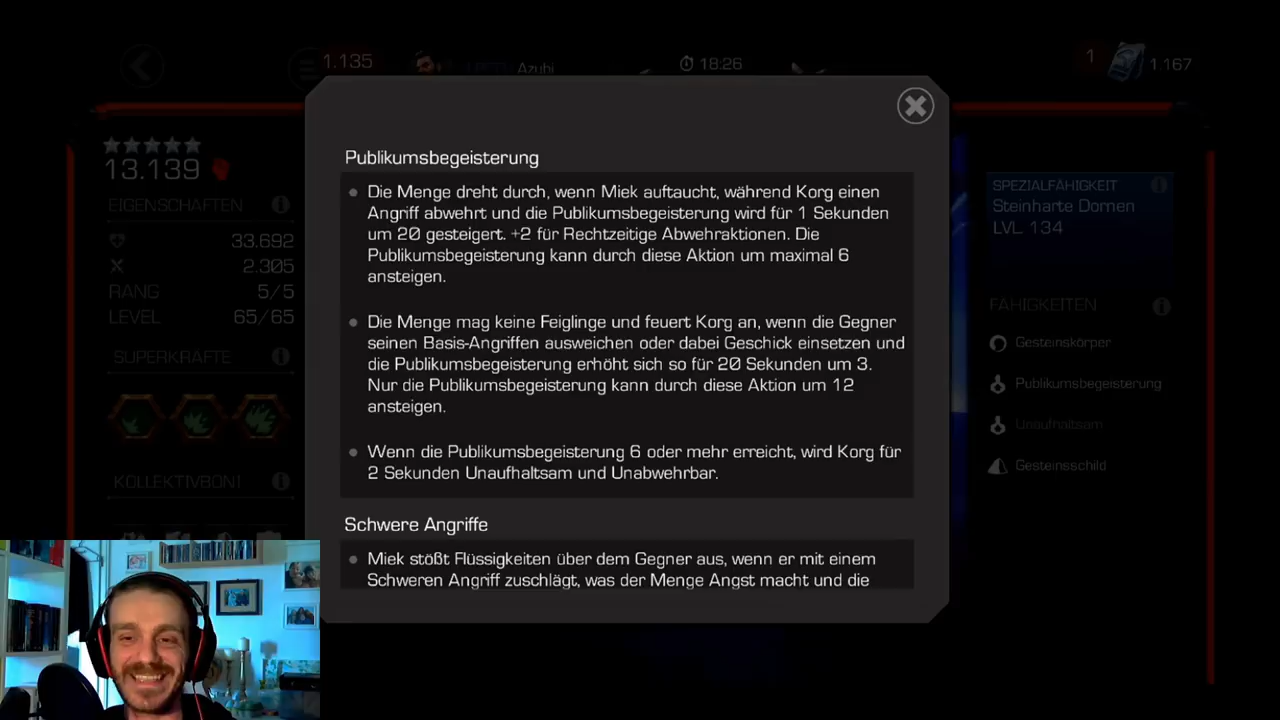 1.135
Azubi
18:26
1
1.167
13.139
EIGENSCHAFTEN
33.692
2.305
RANG 5/5
LEVEL 65/65
SUPERKRÄFTE
KOLLEKTIVBONI
Publikumsbegeisterung
Die Menge dreht durch, wenn Miek auftaucht, während Korg einen
Angriff abwehrt und die Publikumsbegeisterung wird für 1 Sekunden
um 20 gesteigert. +2 für Rechtzeitige Abwehraktionen. Die
Publikumsbegeisterung kann durch diese Aktion um maximal 6
ansteigen.
Die Menge mag keine Feiglinge und feuert Korg an, wenn die Gegner
seinen Basis-Angriffen ausweichen oder dabei Geschick einsetzen und
die Publikumsbegeisterung erhöht sich so für 20 Sekunden um 3.
Nur die Publikumsbegeisterung kann durch diese Aktion um 12
ansteigen.
Wenn die Publikumsbegeisterung 6 oder mehr erreicht, wird Korg für
2 Sekunden Unaufhaltsam und Unabwehrbar.
Schwere Angriffe
Miek stößt Flüssigkeiten über dem Gegner aus, wenn er mit einem
Schweren Angriff zuschlägt, was der Menge Angst macht und die
SPEZIALFÄHIGKEIT
Steinharte Dornen
LVL 134
FÄHIGKEITEN
Gesteinskörper
Publikumsbegeisterung
Unaufhaltsam
Gesteinsschild